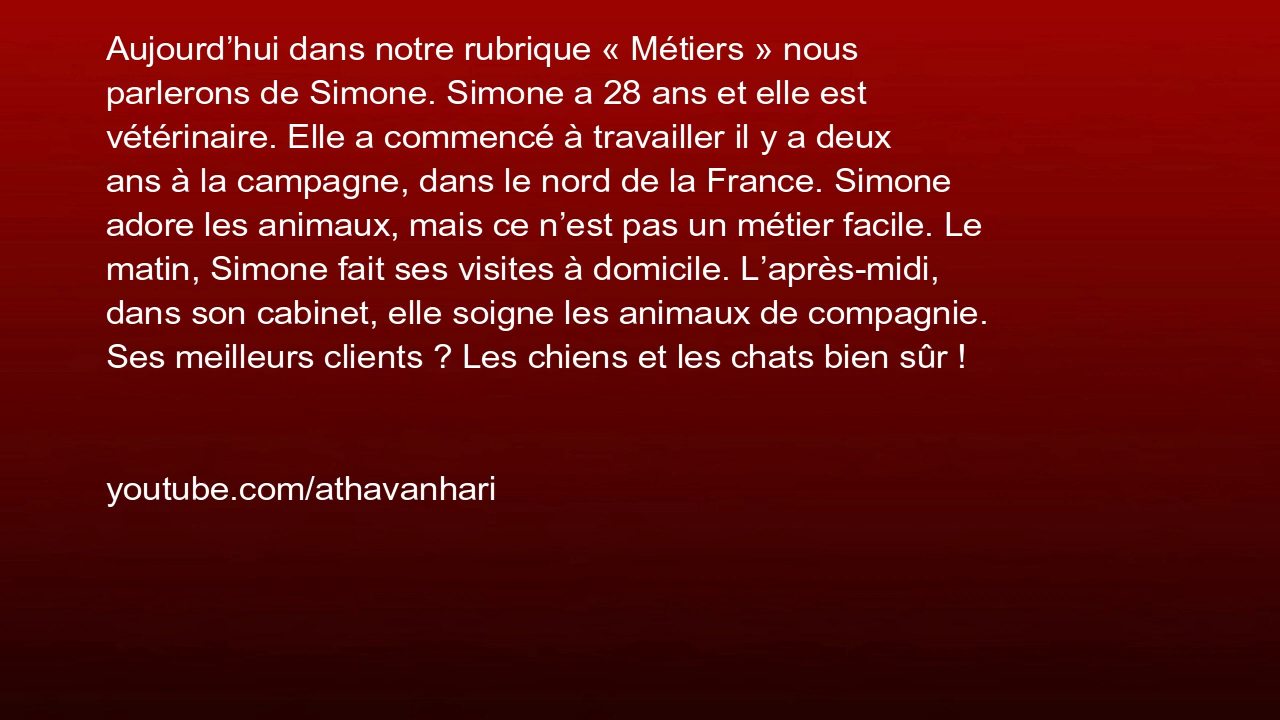 Aujourd’hui dans notre rubrique « Métiers » nous
parlerons de Simone. Simone a 28 ans et elle est
vétérinaire. Elle a commencé à travailler il y a deux
ans à la campagne, dans le nord de la France. Simone
adore les animaux, mais ce n’est pas un métier facile. Le
matin, Simone fait ses visites à domicile. L’après-midi,
dans son cabinet, elle soigne les animaux de compagnie.
Ses meilleurs clients ? Les chiens et les chats bien sûr !
youtube.com/athavanhari